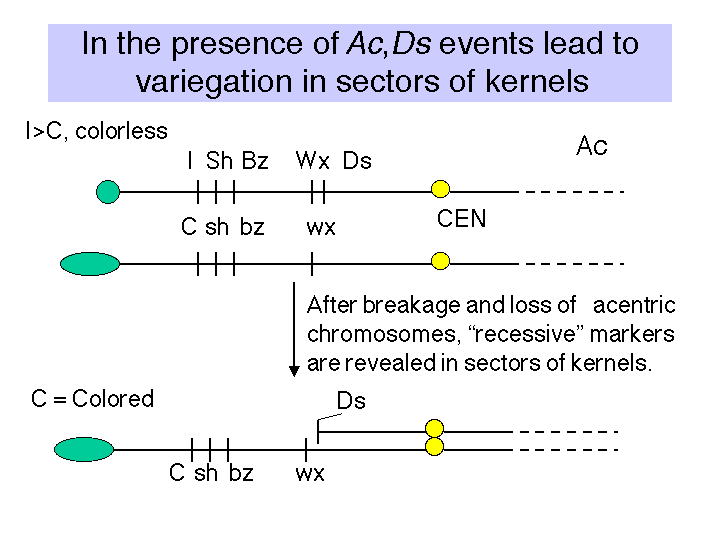 In the presence of Ac,Ds events lead to
variegation in sectors of kernels
I>C, colorless
Ac
I Sh Bz Wx Ds
C sh bz wx CEN
After breakage and loss of acentric
chromosomes, “recessive” markers
are revealed in sectors of kernels.
C = Colored
Ds
C sh bz wx